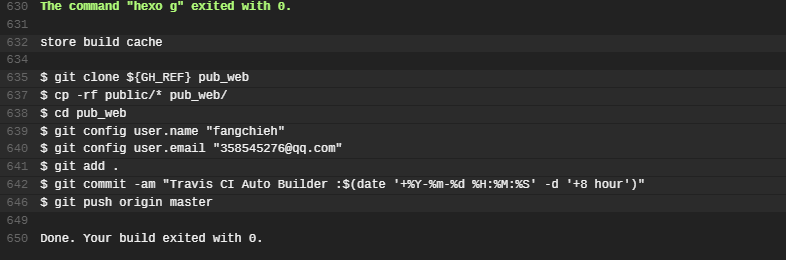 630 The command "hexo g" exited with 0.
631
632 store build cache
634
635 $ git clone ${GH_REF} pub_web
637 $ cp -rf public/* pub_web/
638 $ cd pub_web
639 $ git config user.name "fangchieh"
640 $ git config user.email "358545276@qq.com"
641 $ git add .
642 $ git commit -am "Travis CI Auto Builder :$(date '+%Y-%m-%d %H:%M:%S' -d '+8 hour')"
646 $ git push origin master
649
650 Done. Your build exited with 0.